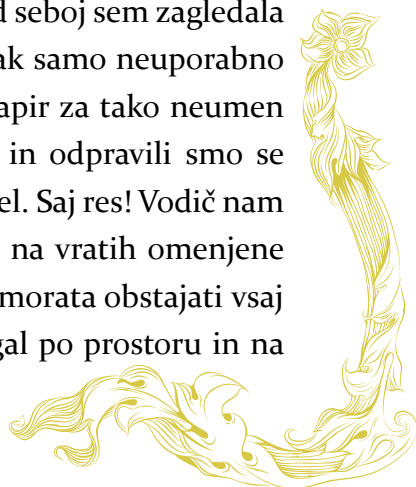 seboj sem zagledala
ak samo neuporabno
apir za tako neumen
in odpravili smo se
el. Saj res! Vodič nam
na vratih omenjene
morata obstajati vsaj
gal po prostoru in na